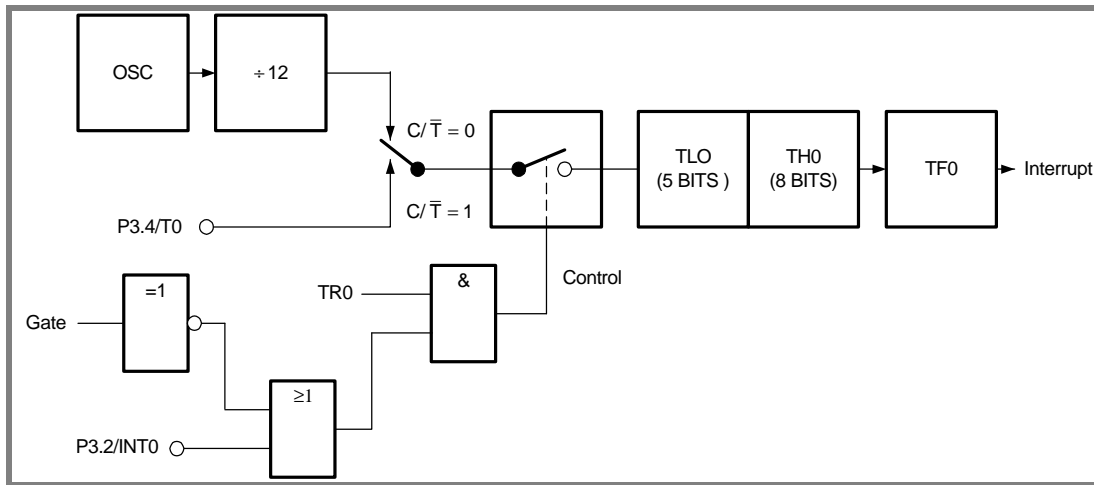 OSC
÷12
C/T̅ = 0
C/T̅ = 1
P3.4/T0
TLO
(5 BITS )
TH0
(8 BITS)
TF0
Interrupt
Control
TR0
&
=1
Gate
≥1
P3.2/INT0